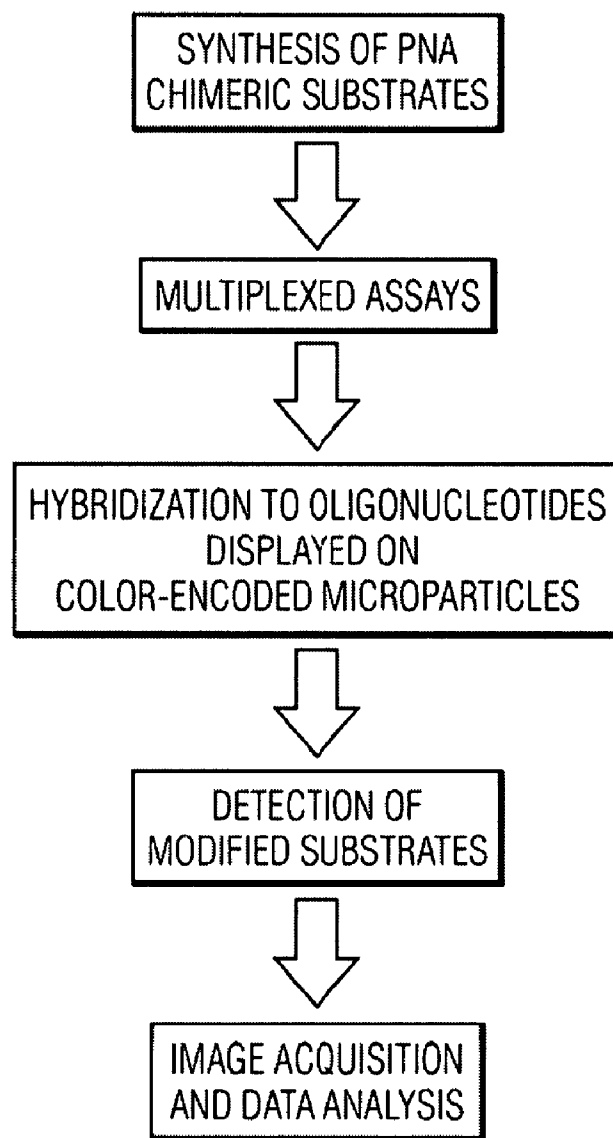 SYNTHESIS OF PNA
CHIMERIC SUBSTRATES
MULTIPLEXED ASSAYS
HYBRIDIZATION TO OLIGONUCLEOTIDES
DISPLAYED ON
COLOR-ENCODED MICROPARTICLES
DETECTION OF
MODIFIED SUBSTRATES
IMAGE ACQUISITION
AND DATA ANALYSIS